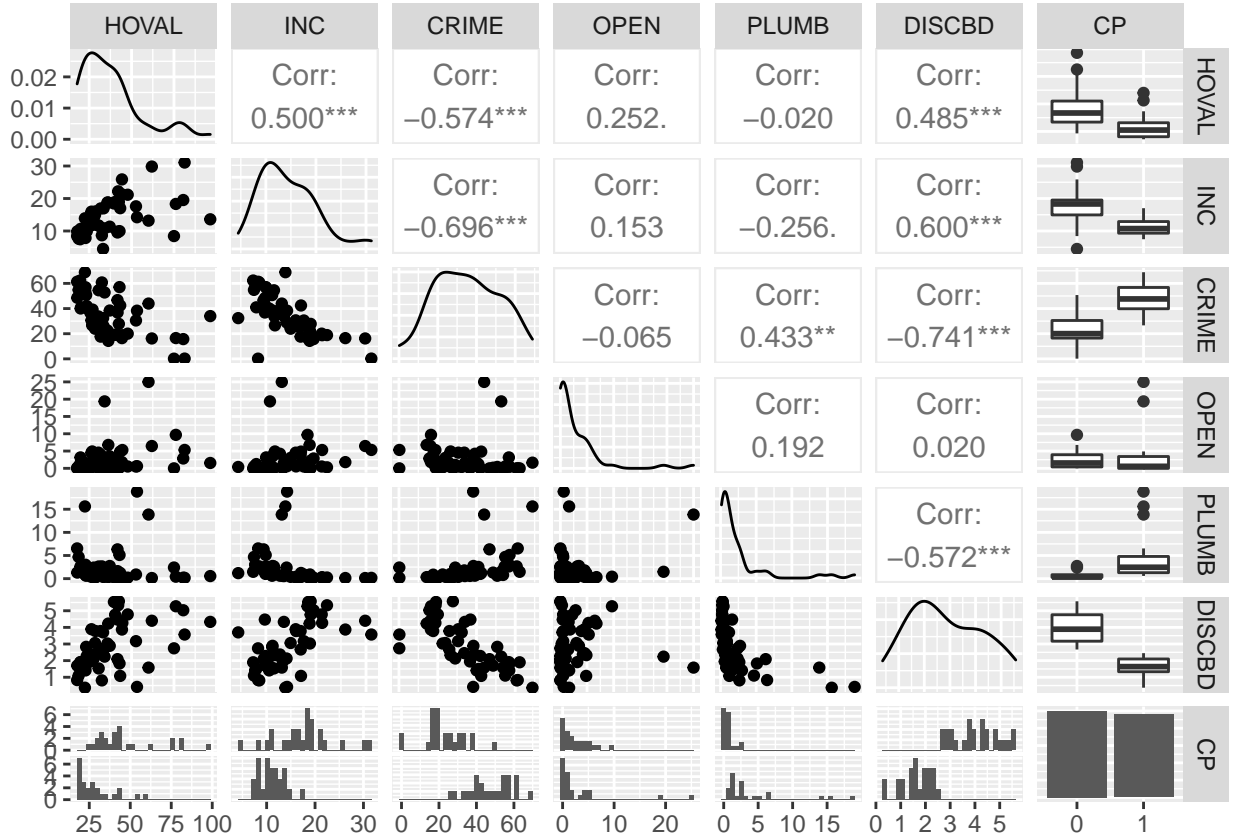 HOVAL INC CRIME OPEN PLUMB DISCBD CP
0.02
0.01
0.00
Corr:
0.500***
Corr:
−0.574***
Corr:
0.252.
Corr:
−0.020
Corr:
0.485***
HOVAL
30
20
10
Corr:
−0.696***
Corr:
0.153
Corr:
−0.256.
Corr:
0.600***
INC
60
40
20
0
Corr:
−0.065
Corr:
0.433**
Corr:
−0.741***
CRIME
25
20
15
10
5
0
Corr:
0.192
Corr:
0.020
OPEN
15
10
5
0
Corr:
−0.572***
PLUMB
5
4
3
2
1
DISCBD
6
4
2
0
6
4
2
0
CP
25 50 75 100 10 20 30 0 20 40 60 0 10 20 0 5 10 15 0 1 2 3 4 5 0 1